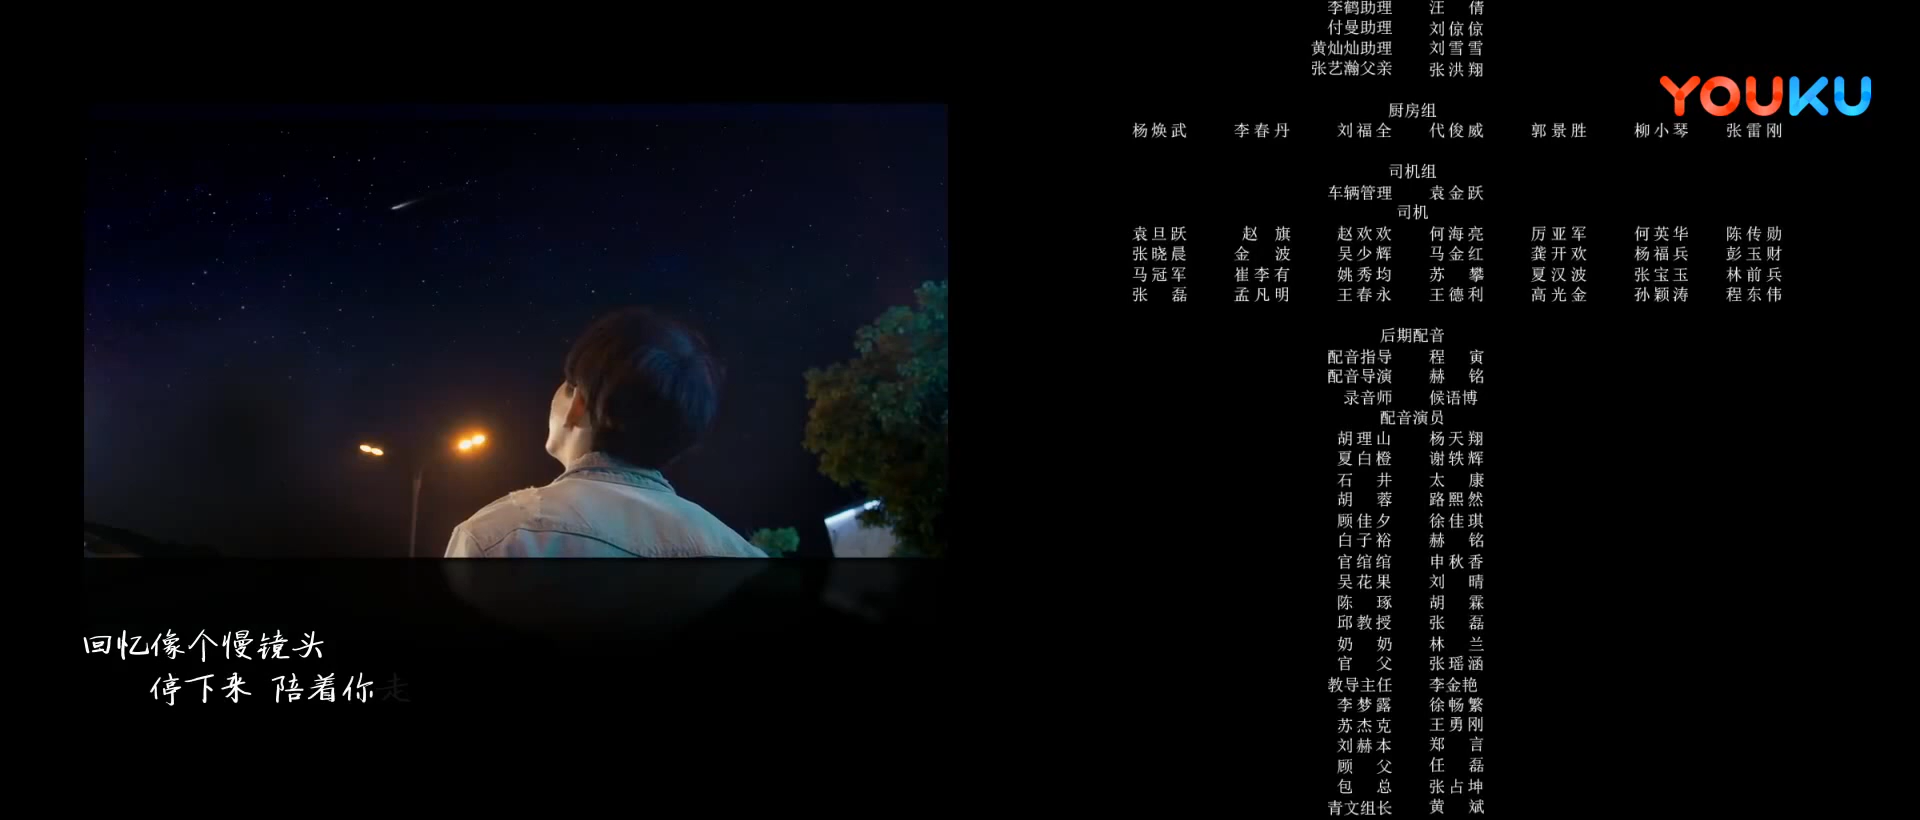 李鹤助理 汪倩
付曼助理 刘倞倞
黄灿灿助理 刘雪雪
张艺瀚父亲 张洪翔
YOUKU
厨房组
杨焕武 李春丹 刘福全 代俊威 郭景胜 柳小琴 张雷刚
司机组
车辆管理 袁金跃
司机
袁旦跃 赵旗 赵欢欢 何海亮 厉亚军 何英华 陈传勋
张晓晨 金波 吴少辉 马金红 龚开欢 杨福兵 彭玉财
马冠军 崔李有 姚秀均 苏攀 夏汉波 张宝玉 林前兵
张磊 孟凡明 王春永 王德利 高光金 孙颖涛 程东伟
后期配音
配音指导 程寅
配音导演 赫铭
录音师 候语博
配音演员
胡理山 杨天翔
夏白橙 谢轶辉
石井 太康
胡蓉 路熙然
顾佳夕 徐佳琪
白子裕 赫铭
官绾绾 申秋香
吴花果 刘晴
陈琢 胡霖
邱教授 张磊
奶奶 林兰
官父 张瑶涵
教导主任 李金艳
李梦露 徐畅繁
苏杰克 王勇刚
刘赫本 郑言
顾父 任磊
包总 张占坤
青文组长 黄斌
回忆像个慢镜头
停下来 陪着你走